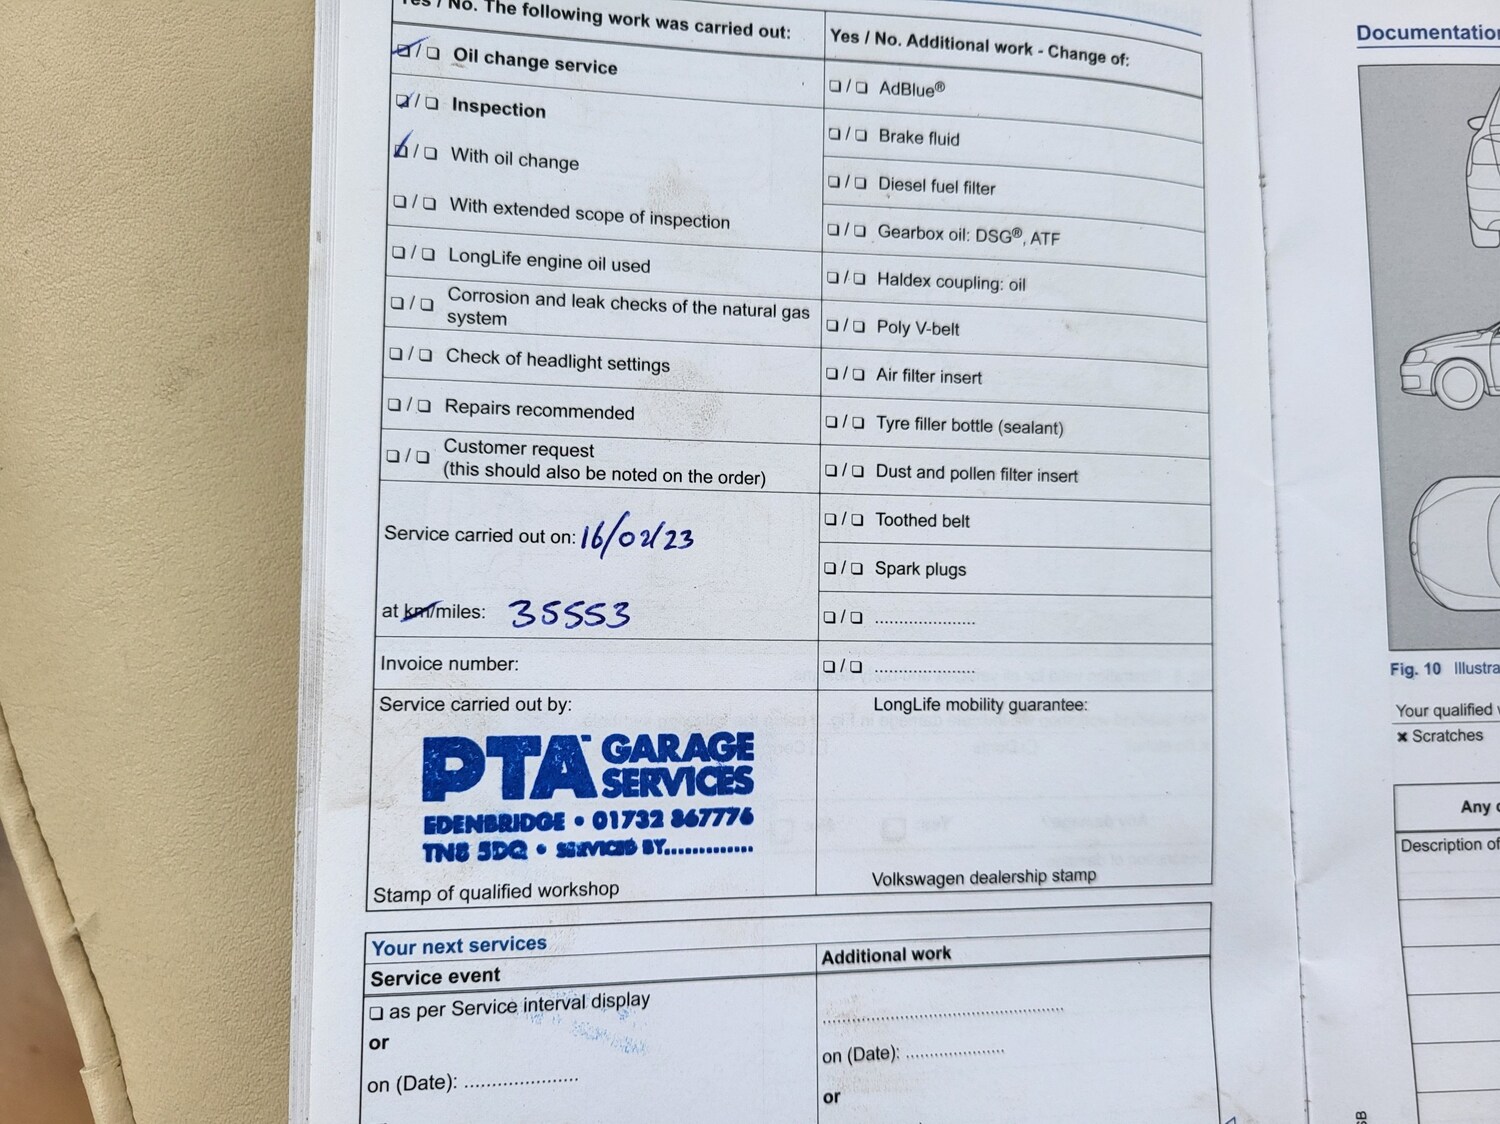 Yes / No. The following work was carried out:
☑ / ☐ Oil change service
☑ / ☐ Inspection
☑ / ☐ With oil change
☐ / ☐ With extended scope of inspection
☐ / ☐ LongLife engine oil used
☐ / ☐ Corrosion and leak checks of the natural gas
system
☐ / ☐ Check of headlight settings
☐ / ☐ Repairs recommended
☐ / ☐ Customer request
(this should also be noted on the order)
Service carried out on: 16/02/23
at km/miles: 35553
Invoice number:
Service carried out by:
PTA GARAGE
SERVICES
EDENBRIDGE • 01732 867776
TN8 5DQ • SERVICED BY.............
Stamp of qualified workshop
Yes / No. Additional work - Change of:
☐ / ☐ AdBlue®
☐ / ☐ Brake fluid
☐ / ☐ Diesel fuel filter
☐ / ☐ Gearbox oil: DSG®, ATF
☐ / ☐ Haldex coupling: oil
☐ / ☐ Poly V-belt
☐ / ☐ Air filter insert
☐ / ☐ Tyre filler bottle (sealant)
☐ / ☐ Dust and pollen filter insert
☐ / ☐ Toothed belt
☐ / ☐ Spark plugs
☐ / ☐ .....................
☐ / ☐ .....................
LongLife mobility guarantee:
Volkswagen dealership stamp
Your next services
Service event
☐ as per Service interval display
or
on (Date): .....................
Additional work
..................................................
on (Date): .....................
or
Documentation
Fig. 10 Illustra
Your qualified
✖ Scratches
Any
Description of